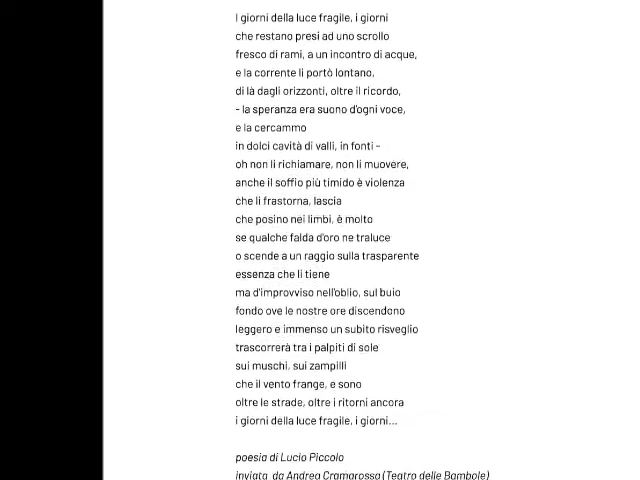 I giorni della luce fragile, i giorni
che restano presi ad uno scrollo
fresco di rami, a un incontro di acque,
e la corrente li portò lontano,
di là dagli orizzonti, oltre il ricordo,
- la speranza era suono d'ogni voce,
e la cercammo
in dolci cavità di valli, in fonti -
oh non li richiamare, non li muovere,
anche il soffio più timido è violenza
che li frastorna, lascia
che posino nei limbi, è molto
se qualche falda d'oro ne traluce
o scende a un raggio sulla trasparente
essenza che li tiene
ma d'improvviso nell'oblio, sul buio
fondo ove le nostre ore discendono
leggero e immenso un subito risveglio
trascorrerà tra i palpiti di sole
sui muschi, sui zampilli
che il vento frange, e sono
oltre le strade, oltre i ritorni ancora
i giorni della luce fragile, i giorni...
poesia di Lucio Piccolo
inviata da Andrea Cramarossa (Teatro delle Bambole)